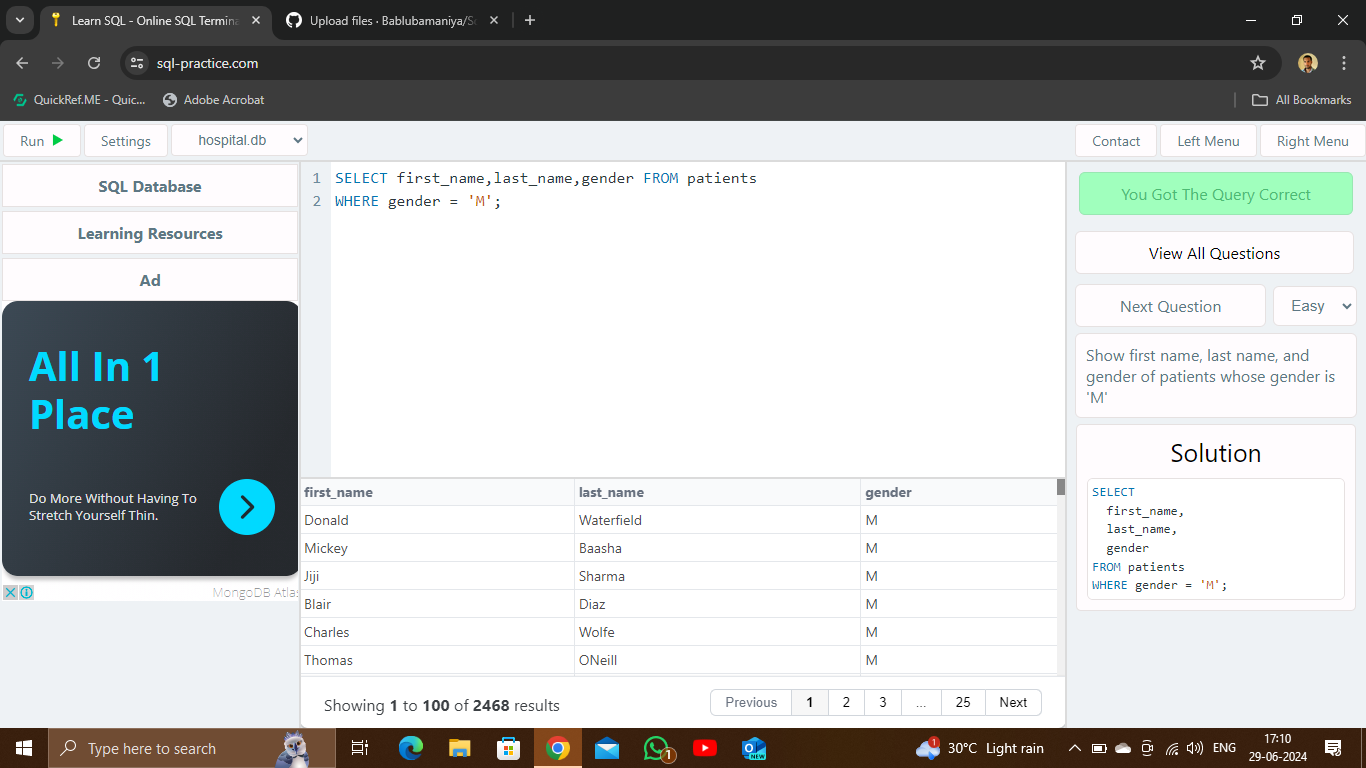 Learn SQL - Online SQL Termina
Upload files · Bablubamaniya/S
sql-practice.com
QuickRef.ME - Quic...
Adobe Acrobat
All Bookmarks
Run
Settings
hospital.db
Contact
Left Menu
Right Menu
SQL Database
Learning Resources
Ad
All In 1
Place
Do More Without Having To
Stretch Yourself Thin.
MongoDB Atlas
1 SELECT first_name,last_name,gender FROM patients
2 WHERE gender = 'M';
first_name last_name gender
Donald Waterfield M
Mickey Baasha M
Jiji Sharma M
Blair Diaz M
Charles Wolfe M
Thomas ONeill M
Showing 1 to 100 of 2468 results
Previous 1 2 3 ... 25 Next
You Got The Query Correct
View All Questions
Next Question
Easy
Show first name, last name, and
gender of patients whose gender is
'M'
Solution
SELECT
first_name,
last_name,
gender
FROM patients
WHERE gender = 'M';
Type here to search
1
NEW
1
30°C Light rain
ENG
17:10
29-06-2024